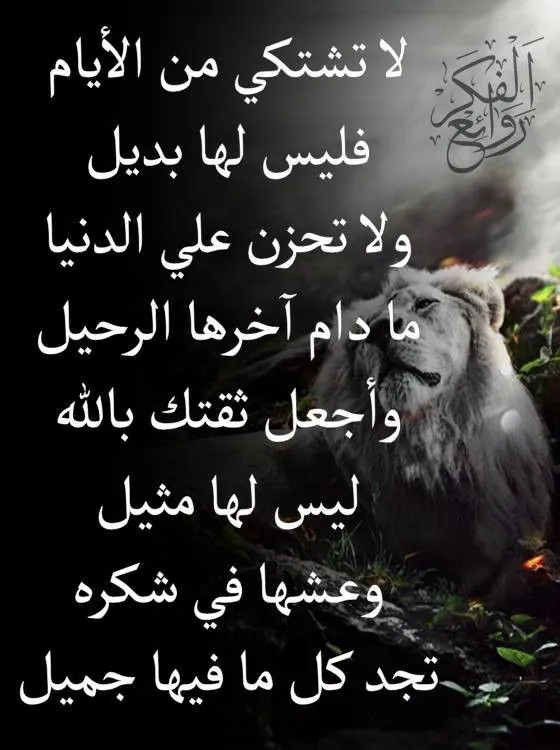 لا تشتكي من الأيام
فليس لها بديل
ولا تحزن علي الدنيا
ما دام آخرها الرحيل
وأجعل ثقتك بالله
ليس لها مثيل
وعشها في شكره
تجد كل ما فيها جميل
روائع الفكر